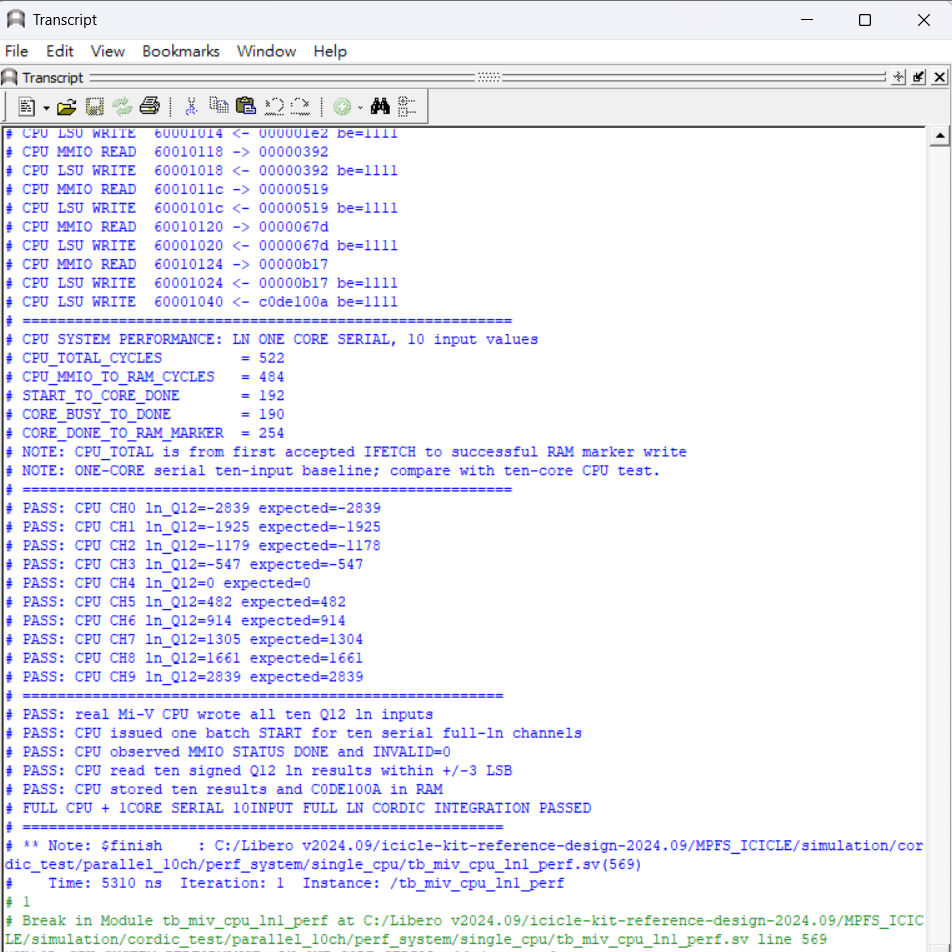 Transcript
File Edit View Bookmarks Window Help
Transcript
# CPU LSU WRITE  60001014 <- 000001e2 be=1111
# CPU MMIO READ  60010118 -> 00000392
# CPU LSU WRITE  60001018 <- 00000392 be=1111
# CPU MMIO READ  6001011c -> 00000519
# CPU LSU WRITE  6000101c <- 00000519 be=1111
# CPU MMIO READ  60010120 -> 0000067d
# CPU LSU WRITE  60001020 <- 0000067d be=1111
# CPU MMIO READ  60010124 -> 00000b17
# CPU LSU WRITE  60001024 <- 00000b17 be=1111
# CPU LSU WRITE  60001040 <- c0de100a be=1111
# ========================================================
# CPU SYSTEM PERFORMANCE: LN ONE CORE SERIAL, 10 input values
# CPU_TOTAL_CYCLES         = 522
# CPU_MMIO_TO_RAM_CYCLES   = 484
# START_TO_CORE_DONE       = 192
# CORE_BUSY_TO_DONE        = 190
# CORE_DONE_TO_RAM_MARKER  = 254
# NOTE: CPU_TOTAL is from first accepted IFETCH to successful RAM marker write
# NOTE: ONE-CORE serial ten-input baseline; compare with ten-core CPU test.
# ========================================================
# PASS: CPU CH0 ln_Q12=-2839 expected=-2839
# PASS: CPU CH1 ln_Q12=-1925 expected=-1925
# PASS: CPU CH2 ln_Q12=-1179 expected=-1178
# PASS: CPU CH3 ln_Q12=-547 expected=-547
# PASS: CPU CH4 ln_Q12=0 expected=0
# PASS: CPU CH5 ln_Q12=482 expected=482
# PASS: CPU CH6 ln_Q12=914 expected=914
# PASS: CPU CH7 ln_Q12=1305 expected=1304
# PASS: CPU CH8 ln_Q12=1661 expected=1661
# PASS: CPU CH9 ln_Q12=2839 expected=2839
# =======================================================
# PASS: real Mi-V CPU wrote all ten Q12 ln inputs
# PASS: CPU issued one batch START for ten serial full-ln channels
# PASS: CPU observed MMIO STATUS DONE and INVALID=0
# PASS: CPU read ten signed Q12 ln results within +/-3 LSB
# PASS: CPU stored ten results and C0DE100A in RAM
# FULL CPU + 1CORE SERIAL 10INPUT FULL LN CORDIC INTEGRATION PASSED
# =======================================================
# ** Note: $finish    : C:/Libero v2024.09/icicle-kit-reference-design-2024.09/MPFS_ICICLE/simulation/cor
dic_test/parallel_10ch/perf_system/single_cpu/tb_miv_cpu_ln1_perf.sv(569)
#    Time: 5310 ns  Iteration: 1  Instance: /tb_miv_cpu_ln1_perf
# 1
# Break in Module tb_miv_cpu_ln1_perf at C:/Libero v2024.09/icicle-kit-reference-design-2024.09/MPFS_ICIC
LE/simulation/cordic_test/parallel_10ch/perf_system/single_cpu/tb_miv_cpu_ln1_perf.sv line 569